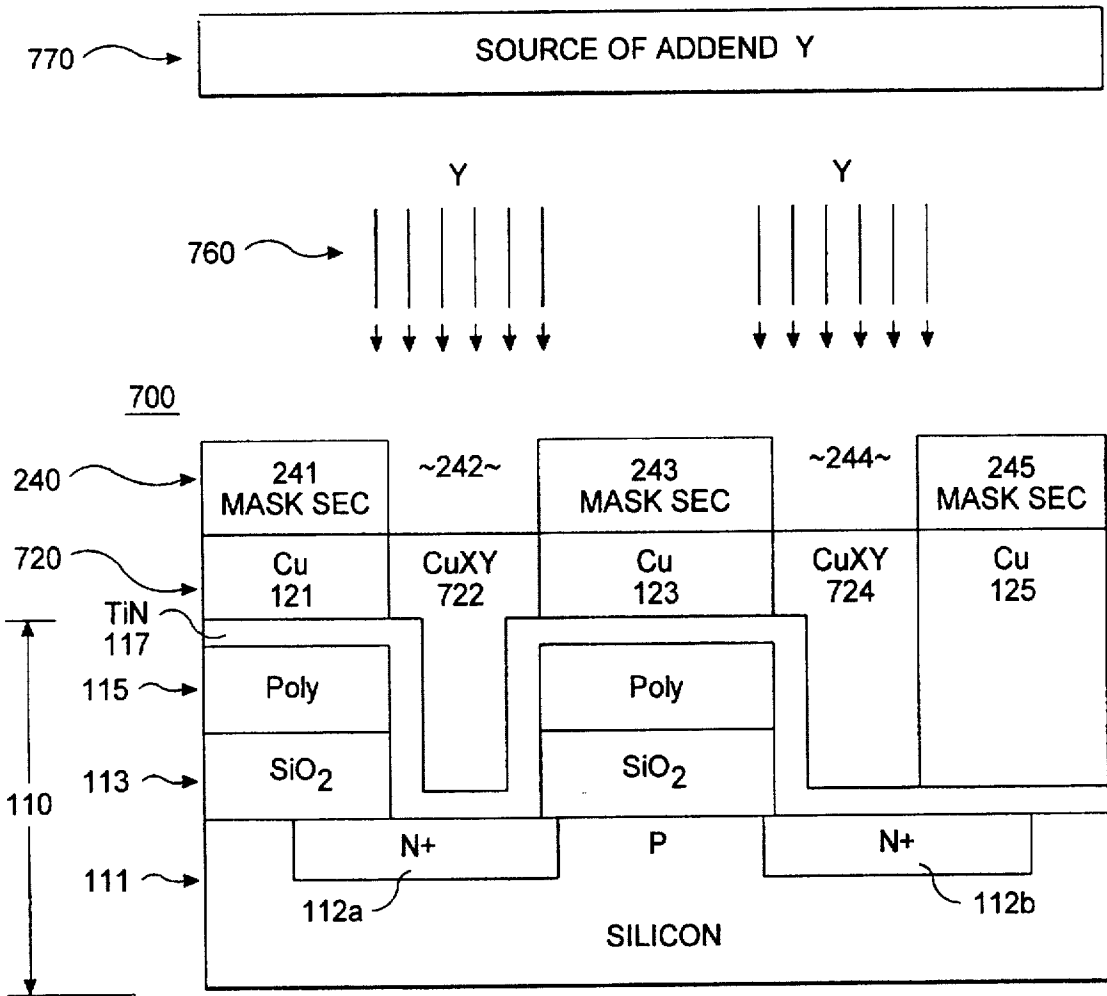 770
SOURCE OF ADDEND Y
Y
Y
760
700
240
241
MASK SEC
~242~
243
MASK SEC
~244~
245
MASK SEC
720
Cu
121
CuXY
722
Cu
123
CuXY
724
Cu
125
TiN
117
115
Poly
Poly
113
SiO2
SiO2
110
111
N+
P
N+
112a
112b
SILICON